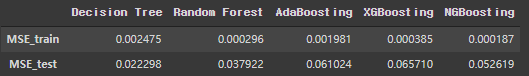 Decision Tree Random Forest AdaBoosting XGBoosting NGBoosting
MSE_train 0.002475 0.000296 0.001981 0.000385 0.000187
MSE_test 0.022298 0.037922 0.061024 0.065710 0.052619